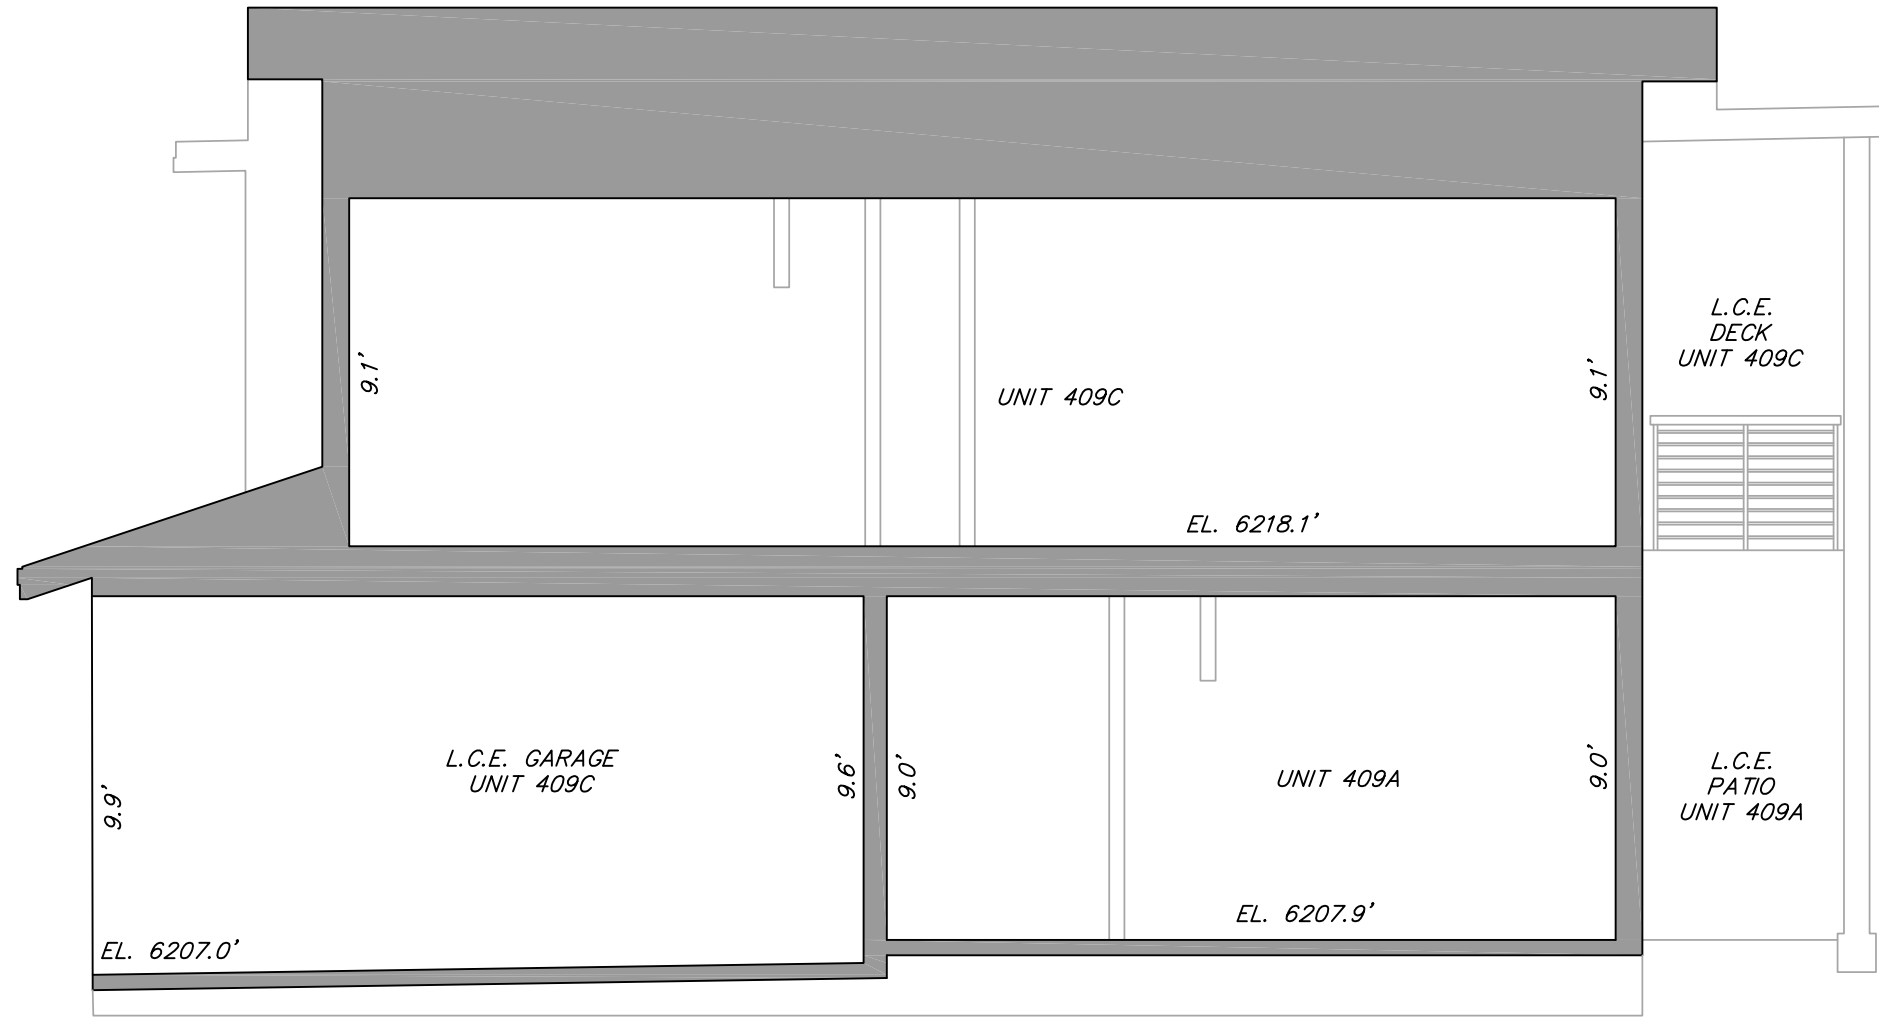 L.C.E.
DECK
UNIT 409C
9.1’
UNIT 409C
9.1’
EL. 6218.1’
L.C.E. GARAGE
UNIT 409C
9.9’
9.6’
9.0’
UNIT 409A
9.0’
L.C.E.
PATIO
UNIT 409A
EL. 6207.9’
EL. 6207.0’